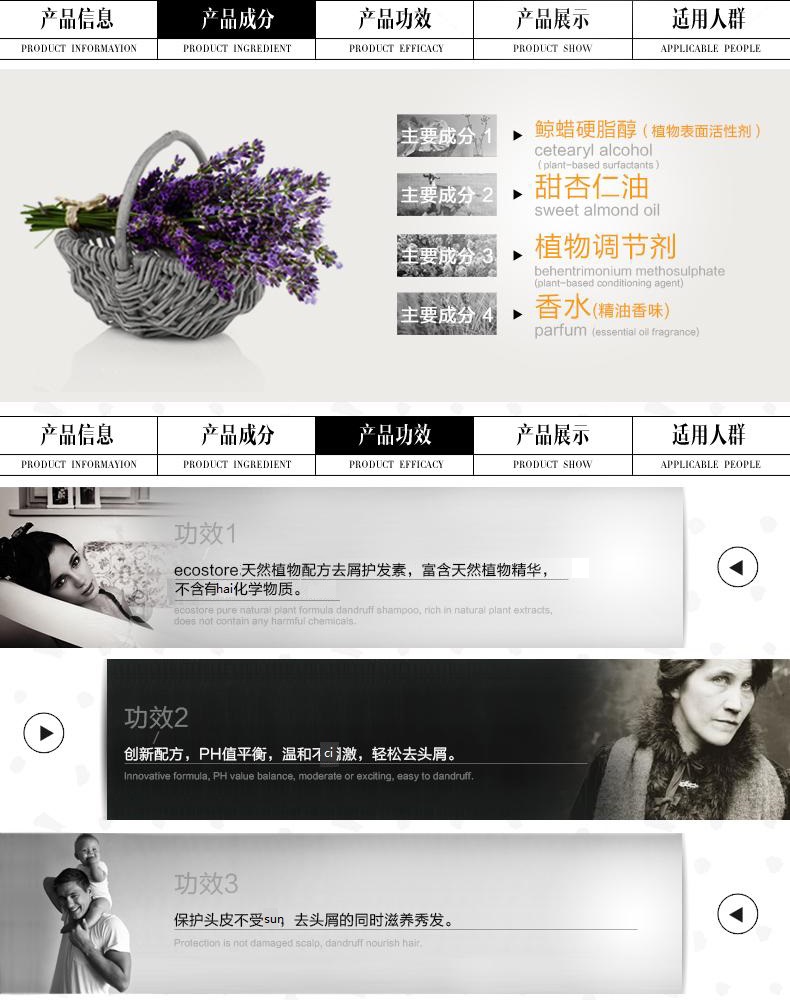 产品信息 产品成分 产品功效 产品展示 适用人群
PRODUCT INFORMAYION PRODUCT INGREDIENT PRODUCT EFFICACY PRODUCT SHOW APPLICABLE PEOPLE
主要成分 1 鲸蜡硬脂醇(植物表面活性剂)
cetearyl alcohol
(plant-based surfactants)
主要成分 2 甜杏仁油
sweet almond oil
主要成分 3 植物调节剂
behentrimonium methosulphate
(plant-based conditioning agent)
主要成分 4 香水(精油香味)
parfum (essential oil fragrance)
产品信息 产品成分 产品功效 产品展示 适用人群
PRODUCT INFORMAYION PRODUCT INGREDIENT PRODUCT EFFICACY PRODUCT SHOW APPLICABLE PEOPLE
功效1
ecostore天然植物配方去屑护发素，富含天然植物精华，
不含有hai化学物质。
ecostore pure natural plant formula dandruff shampoo, rich in natural plant extracts,
does not contain any harmful chemicals.
功效2
创新配方，PH值平衡，温和不ci激，轻松去头屑。
Innovative formula, PH value balance, moderate or exciting, easy to dandruff.
功效3
保护头皮不受sun，去头屑的同时滋养秀发。
Protection is not damaged scalp, dandruff nourish hair.